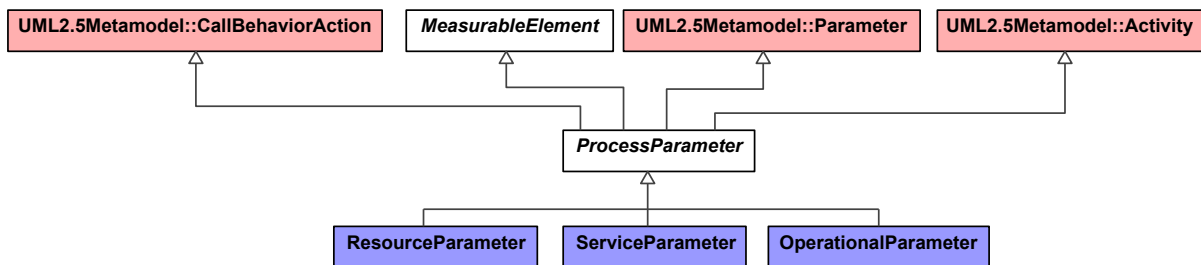 UML2.5Metamodel::CallBehaviorAction
MeasurableElement
UML2.5Metamodel::Parameter
UML2.5Metamodel::Activity
ProcessParameter
ResourceParameter
ServiceParameter
OperationalParameter